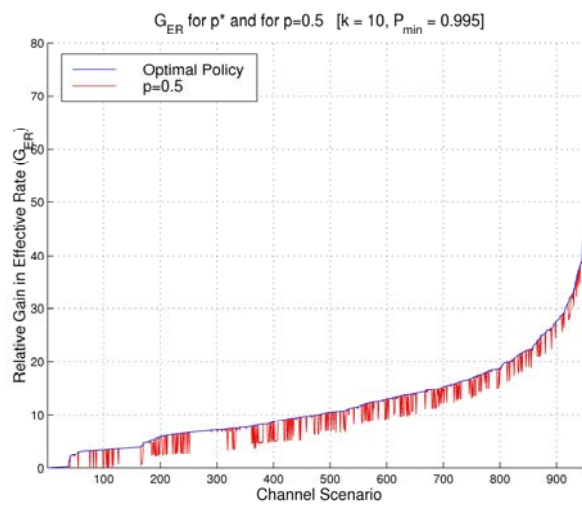 G_ER for p* and for p=0.5 [k = 10, P_min = 0.995]
80
70
60
50
40
30
20
10
0
Relative Gain in Effective Rate (G_ER)
Optimal Policy
p=0.5
100 200 300 400 500 600 700 800 900
Channel Scenario